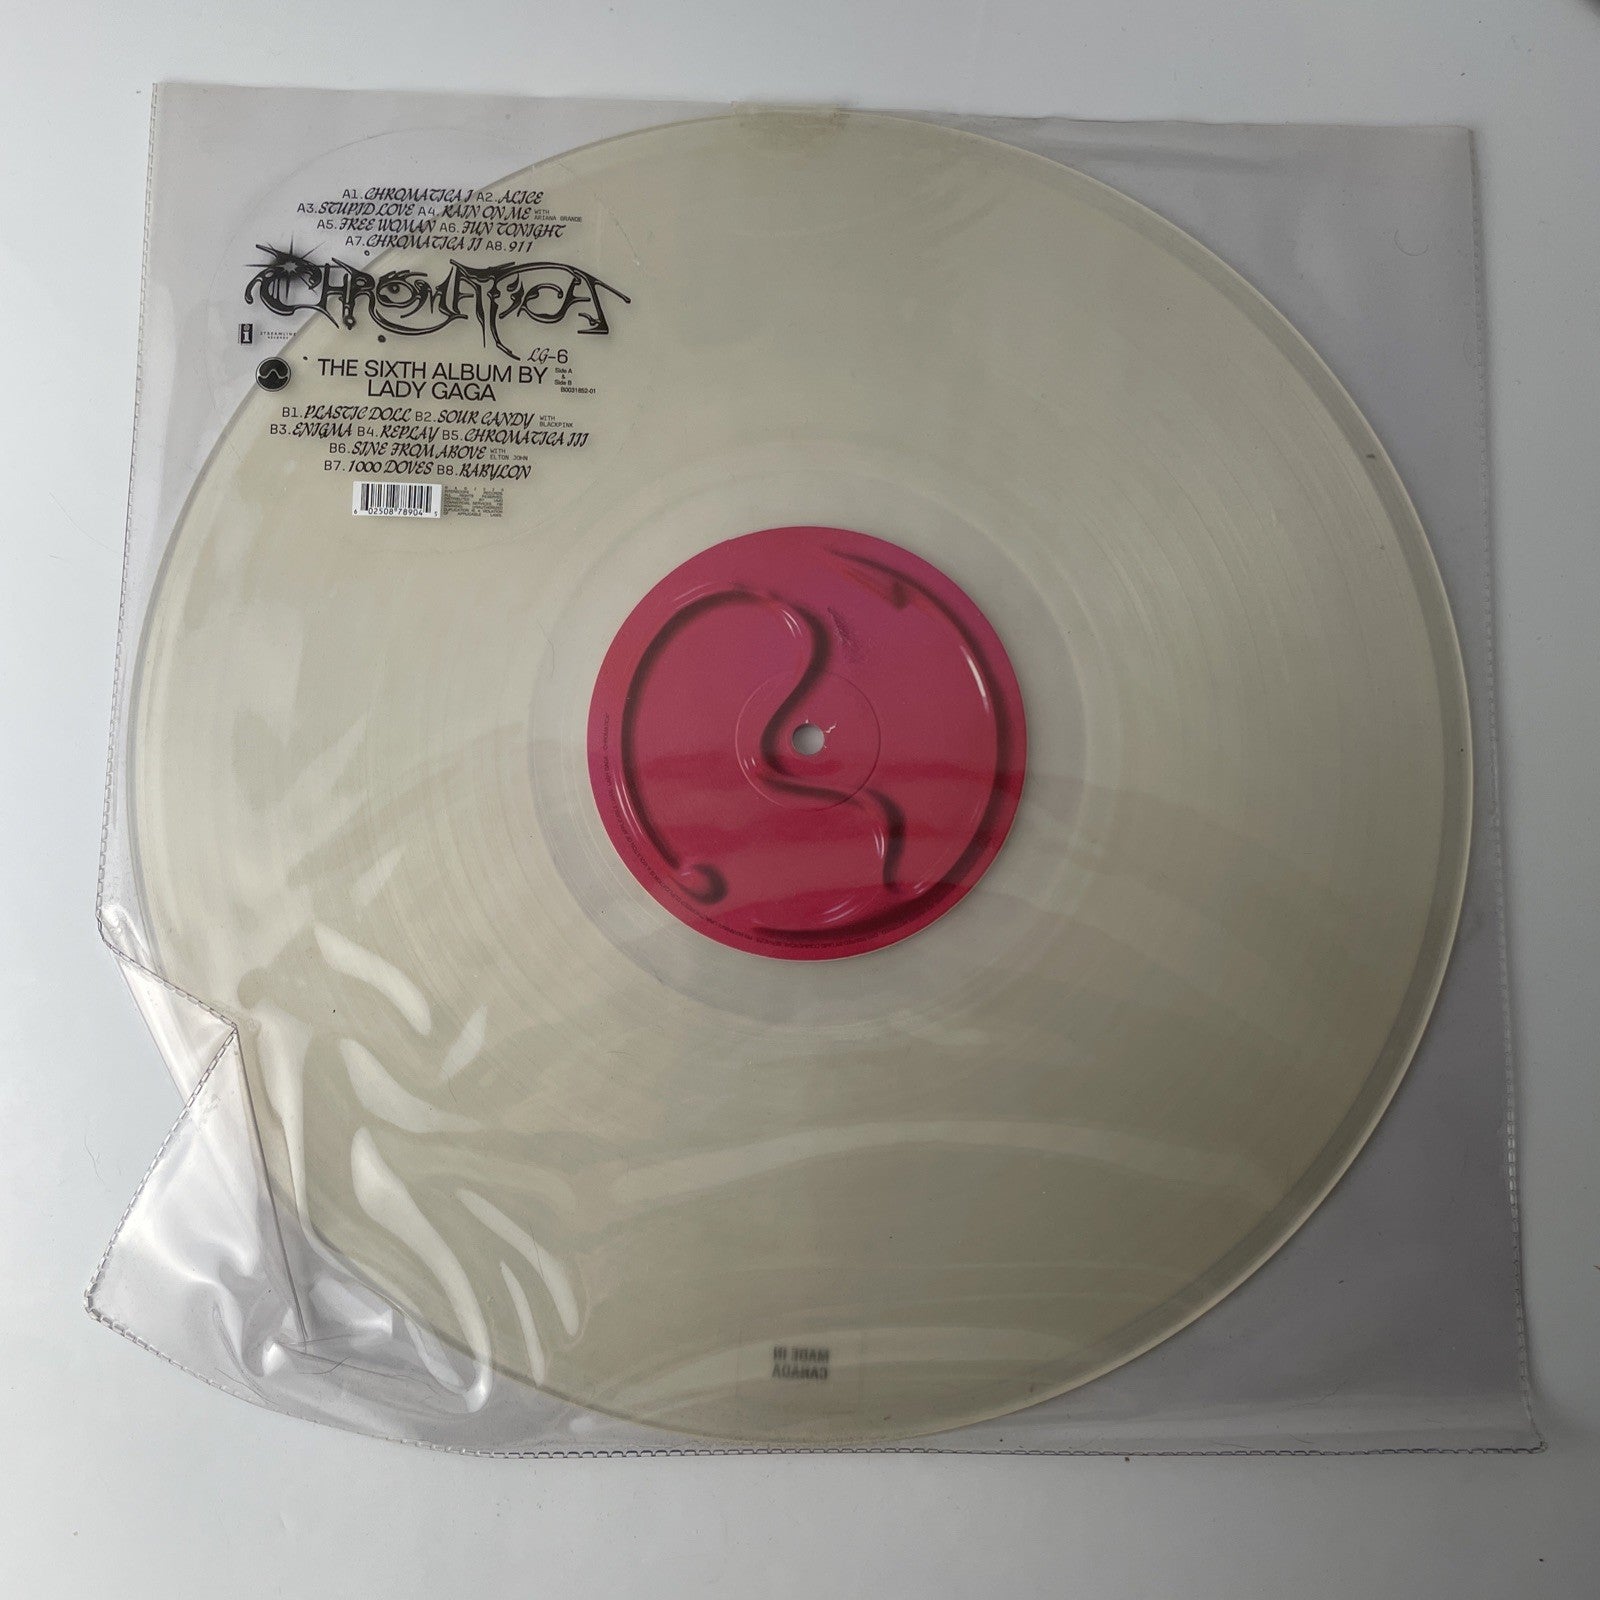 A1.CHROMATICA I A2.ALICE
A3.STUPID LOVE A4.RAIN ON ME WITH ARIANA GRANDE
A5.FREE WOMAN A6.FUN TONIGHT
A7.CHROMATICA II A8.911
CHROMATICA
i STREAMLINE RECORDS
LG-6
THE SIXTH ALBUM BY
LADY GAGA
Side A
&
Side B
B0031852-01
B1.PLASTIC DOLL B2.SOUR CANDY WITH BLACKPINK
B3.ENIGMA B4.REPLAY B5.CHROMATICA III
B6.SINE FROM ABOVE WITH ELTON JOHN
B7.1000 DOVES B8.BABYLON
6 02508 78904 5
MADE IN
CANADA